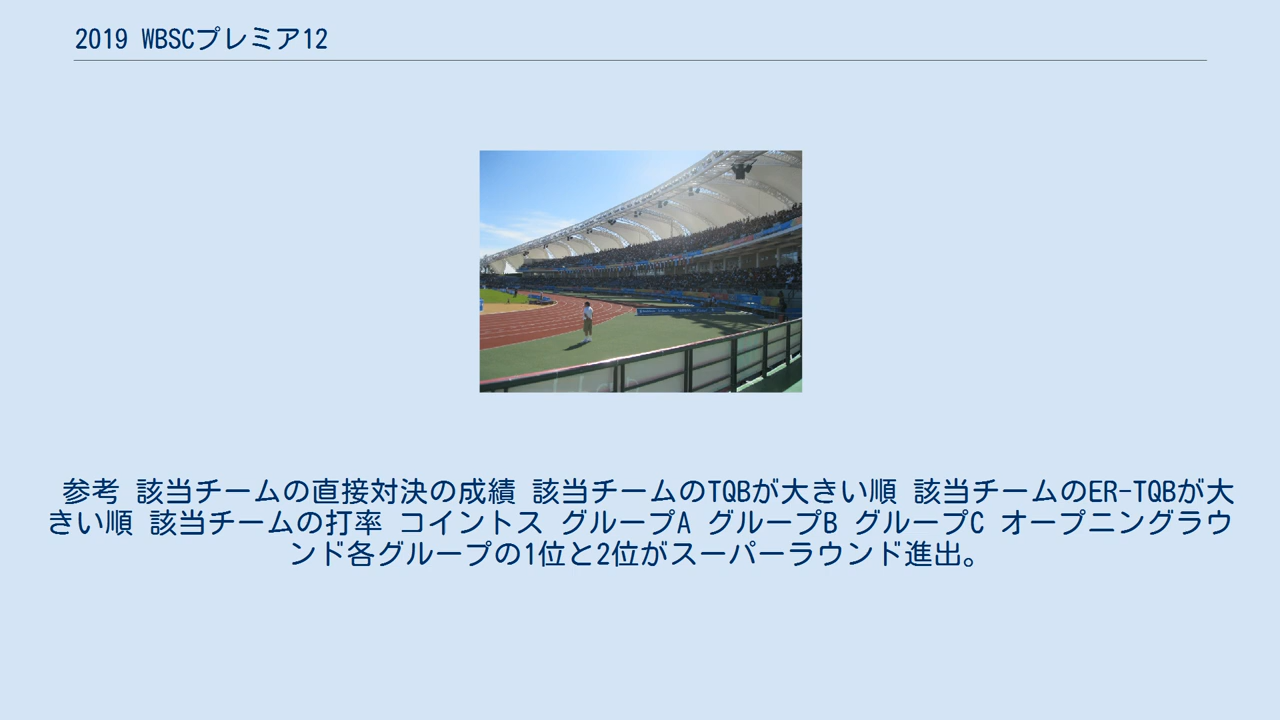 2019 WBSCプレミア12
参考 該当チームの直接対決の成績 該当チームのTQBが大きい順 該当チームのER-TQBが大
きい順 該当チームの打率 コイントス グループA グループB グループC オープニングラウ
ンド各グループの1位と2位がスーパーラウンド進出。